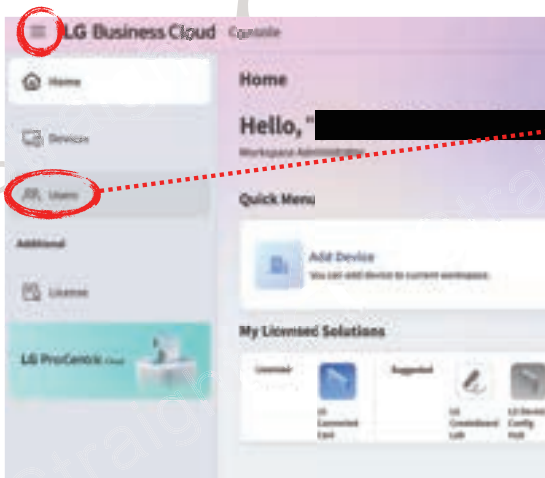 LG Business Cloud Console
Home
Devices
Users
Additional
License
LG ProCentric Cloud
Home
Hello, "
Workspace Administrator
Quick Menu
Add Device
You can add device to current workspace.
My Licensed Solutions
Licensed
LG
Connected
Care
Suggested
LG
CreateBoard
Lab
LG Device
Config
Hub